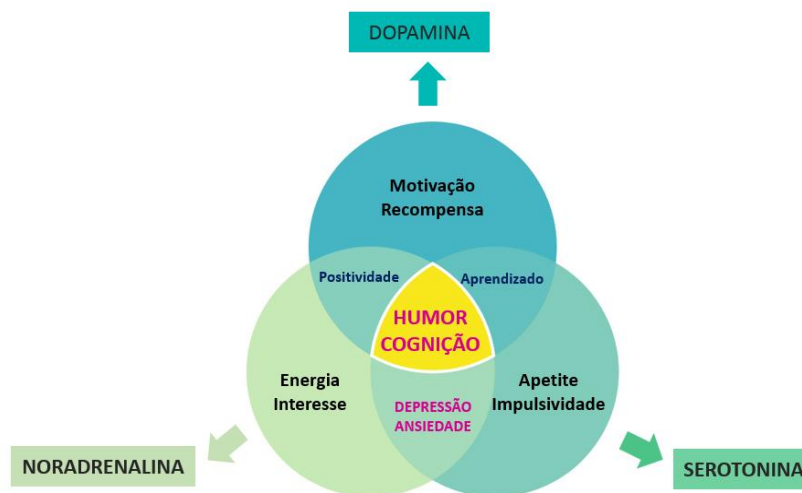 DOPAMINA
Motivação
Recompensa
Positividade
Aprendizado
HUMOR
COGNIÇÃO
Energia
Interesse
DEPRESSÃO
ANSIEDADE
Apetite
Impulsividade
NORADRENALINA
SEROTONINA